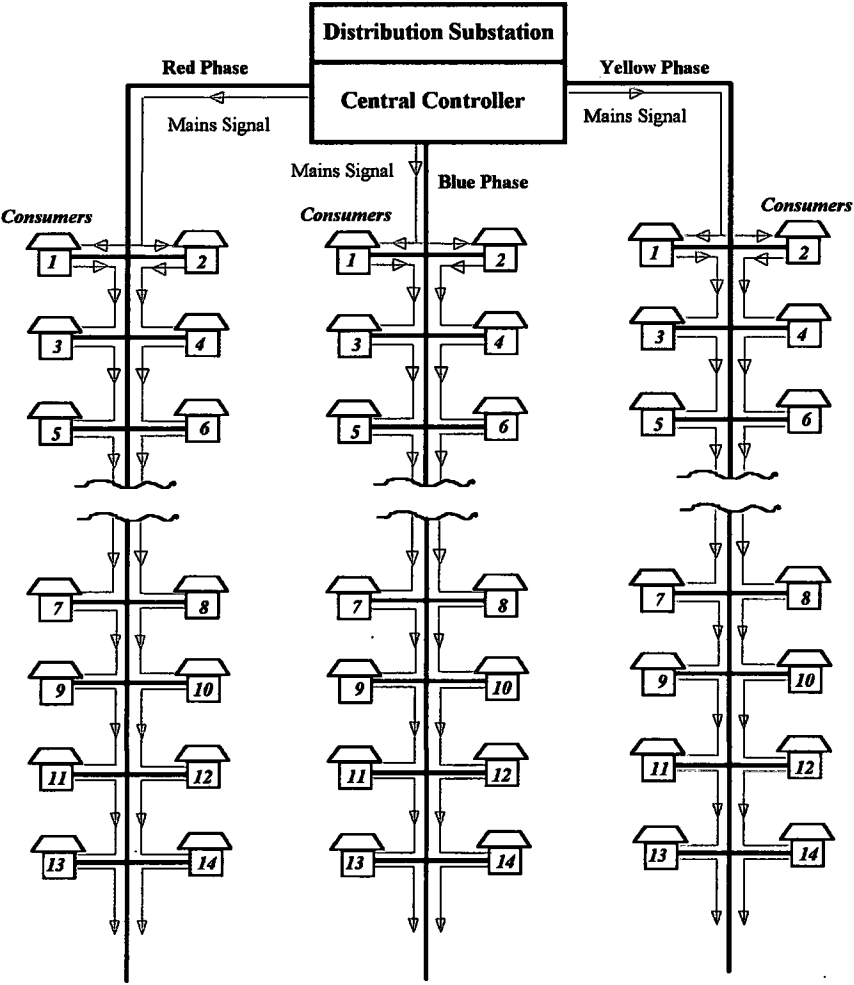 Distribution Substation
Red Phase
Yellow Phase
Central Controller
Mains Signal
Mains Signal
Mains Signal
Blue Phase
Consumers
Consumers
Consumers
1 2 1 2 1 2
3 4 3 4 3 4
5 6 5 6 5 6
7 8 7 8 7 8
9 10 9 10 9 10
11 12 11 12 11 12
13 14 13 14 13 14